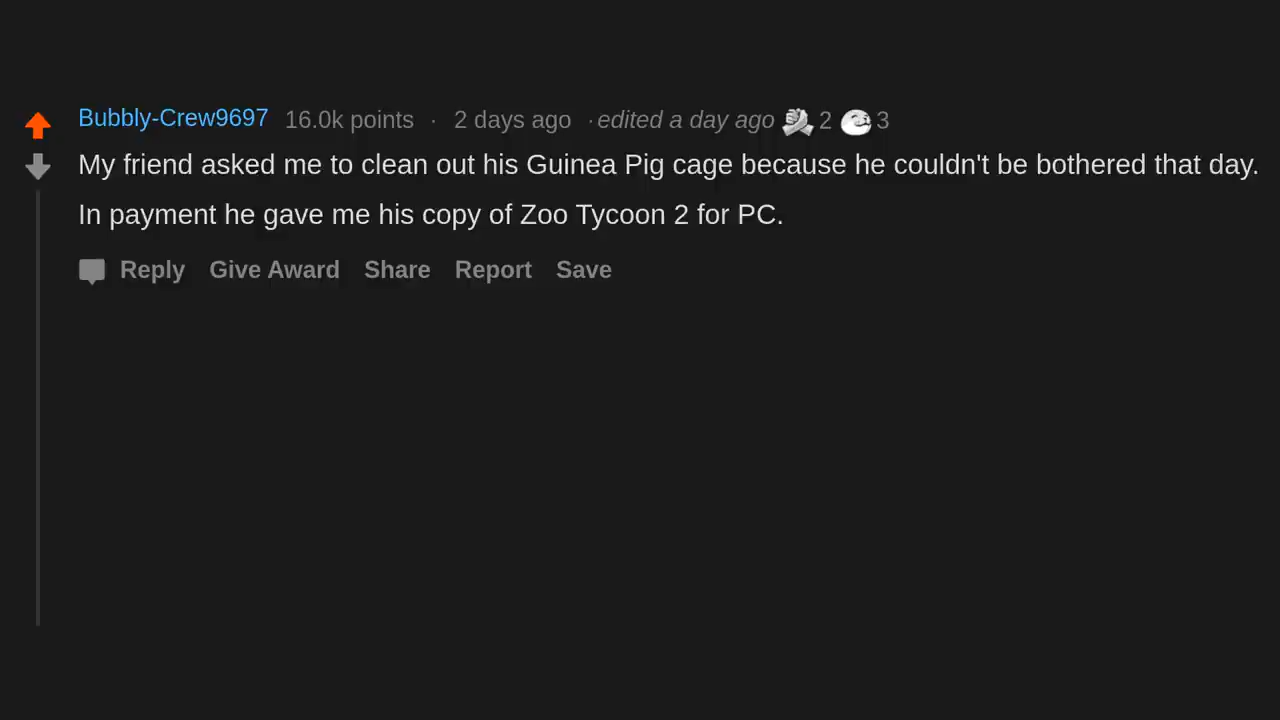 Bubbly-Crew9697 16.0k points · 2 days ago · edited a day ago 2 3
My friend asked me to clean out his Guinea Pig cage because he couldn't be bothered that day.
In payment he gave me his copy of Zoo Tycoon 2 for PC.
Reply Give Award Share Report Save